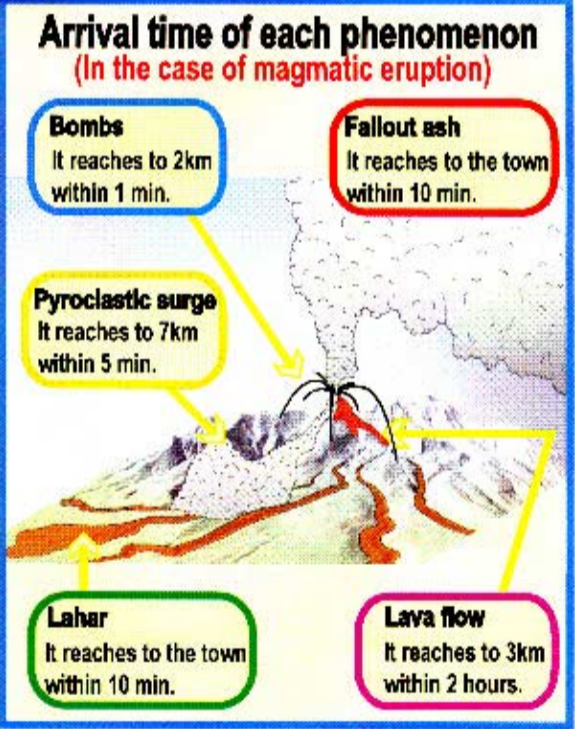 Arrival time of each phenomenon
(In the case of magmatic eruption)
Bombs
It reaches to 2km
within 1 min.
Fallout ash
It reaches to the town
within 10 min.
Pyroclastic surge
It reaches to 7km
within 5 min.
Lahar
It reaches to the town
within 10 min.
Lava flow
It reaches to 3km
within 2 hours.